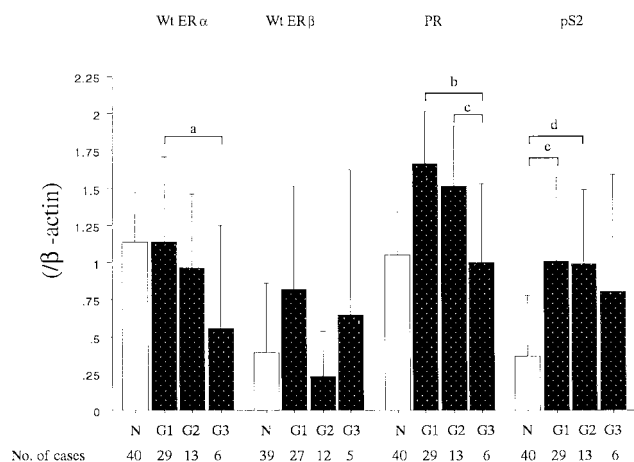 Wt ER α Wt ER β PR pS2
2.25
2
1.75
1.5
1.25
1
.75
.5
.25
0
(/β -actin)
a
b
c
d
e
N G1 G2 G3 N G1 G2 G3 N G1 G2 G3 N G1 G2 G3
No. of cases 40 29 13 6 39 27 12 5 40 29 13 6 40 29 13 6